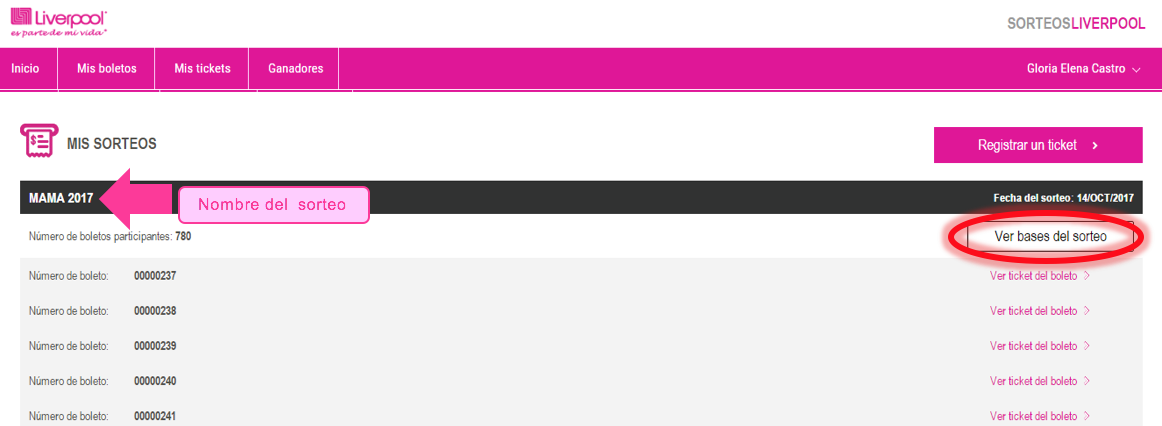 Liverpool
es parte de mi vida
SORTEOSLIVERPOOL
Inicio Mis boletos Mis tickets Ganadores Gloria Elena Castro
MIS SORTEOS
Registrar un ticket
MAMA 2017 Nombre del sorteo Fecha del sorteo: 14/OCT/2017
Número de boletos participantes: 780 Ver bases del sorteo
Número de boleto: 00000237 Ver ticket del boleto
Número de boleto: 00000238 Ver ticket del boleto
Número de boleto: 00000239 Ver ticket del boleto
Número de boleto: 00000240 Ver ticket del boleto
Número de boleto: 00000241 Ver ticket del boleto